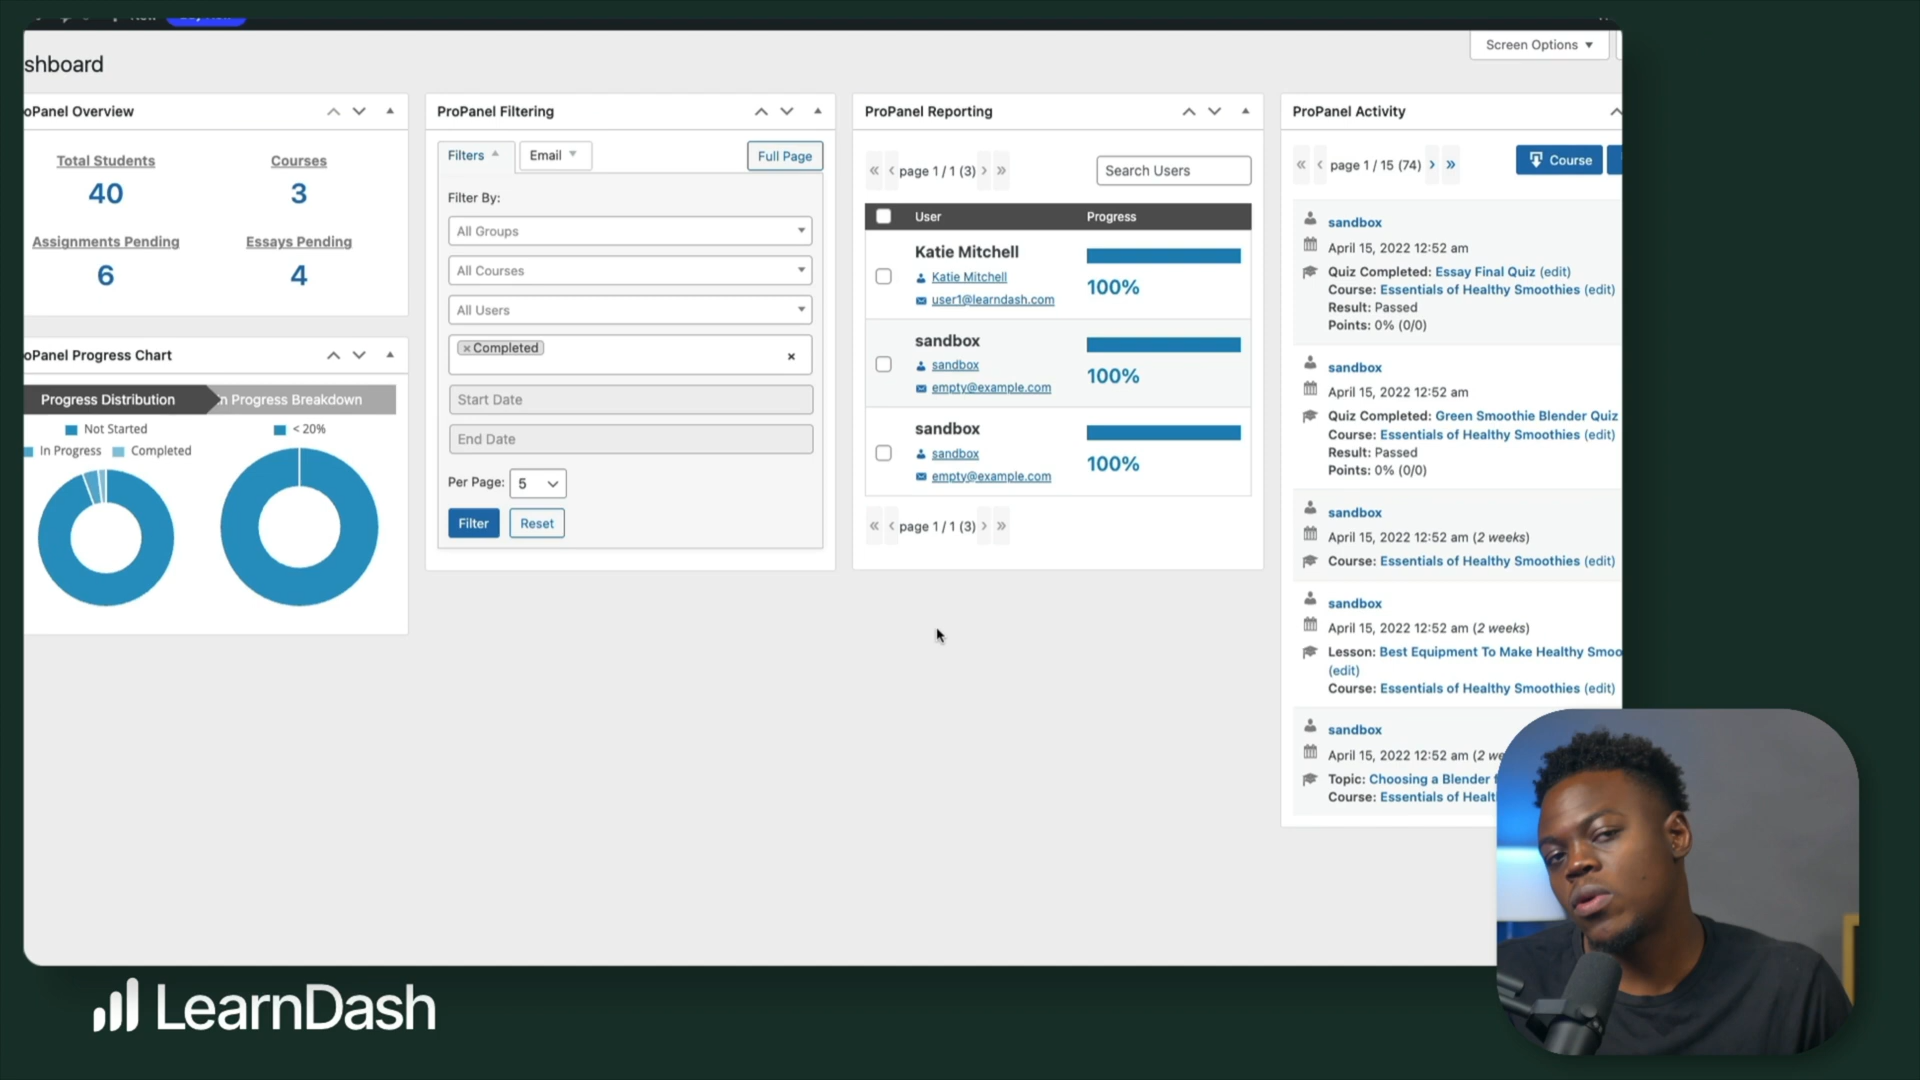 shboard
Screen Options
oPanel Overview
Total Students
Courses
40
3
Assignments Pending
Essays Pending
6
4
oPanel Progress Chart
Progress Distribution
n Progress Breakdown
Not Started
In Progress
Completed
< 20%
ProPanel Filtering
Filters
Email
Full Page
Filter By:
All Groups
All Courses
All Users
× Completed
×
Start Date
End Date
Per Page: 5
Filter
Reset
ProPanel Reporting
« ‹ page 1 / 1 (3) › »
Search Users
User
Progress
Katie Mitchell
Katie Mitchell
user1@learndash.com
100%
sandbox
sandbox
empty@example.com
100%
sandbox
sandbox
empty@example.com
100%
« ‹ page 1 / 1 (3) › »
ProPanel Activity
« ‹ page 1 / 15 (74) › »
Course
sandbox
April 15, 2022 12:52 am
Quiz Completed: Essay Final Quiz (edit)
Course: Essentials of Healthy Smoothies (edit)
Result: Passed
Points: 0% (0/0)
sandbox
April 15, 2022 12:52 am
Quiz Completed: Green Smoothie Blender Quiz
Course: Essentials of Healthy Smoothies (edit)
Result: Passed
Points: 0% (0/0)
sandbox
April 15, 2022 12:52 am (2 weeks)
Course: Essentials of Healthy Smoothies (edit)
sandbox
April 15, 2022 12:52 am (2 weeks)
Lesson: Best Equipment To Make Healthy Smoo
(edit)
Course: Essentials of Healthy Smoothies (edit)
sandbox
April 15, 2022 12:52 am (2 we
Topic: Choosing a Blender
Course: Essentials of Healt
LearnDash